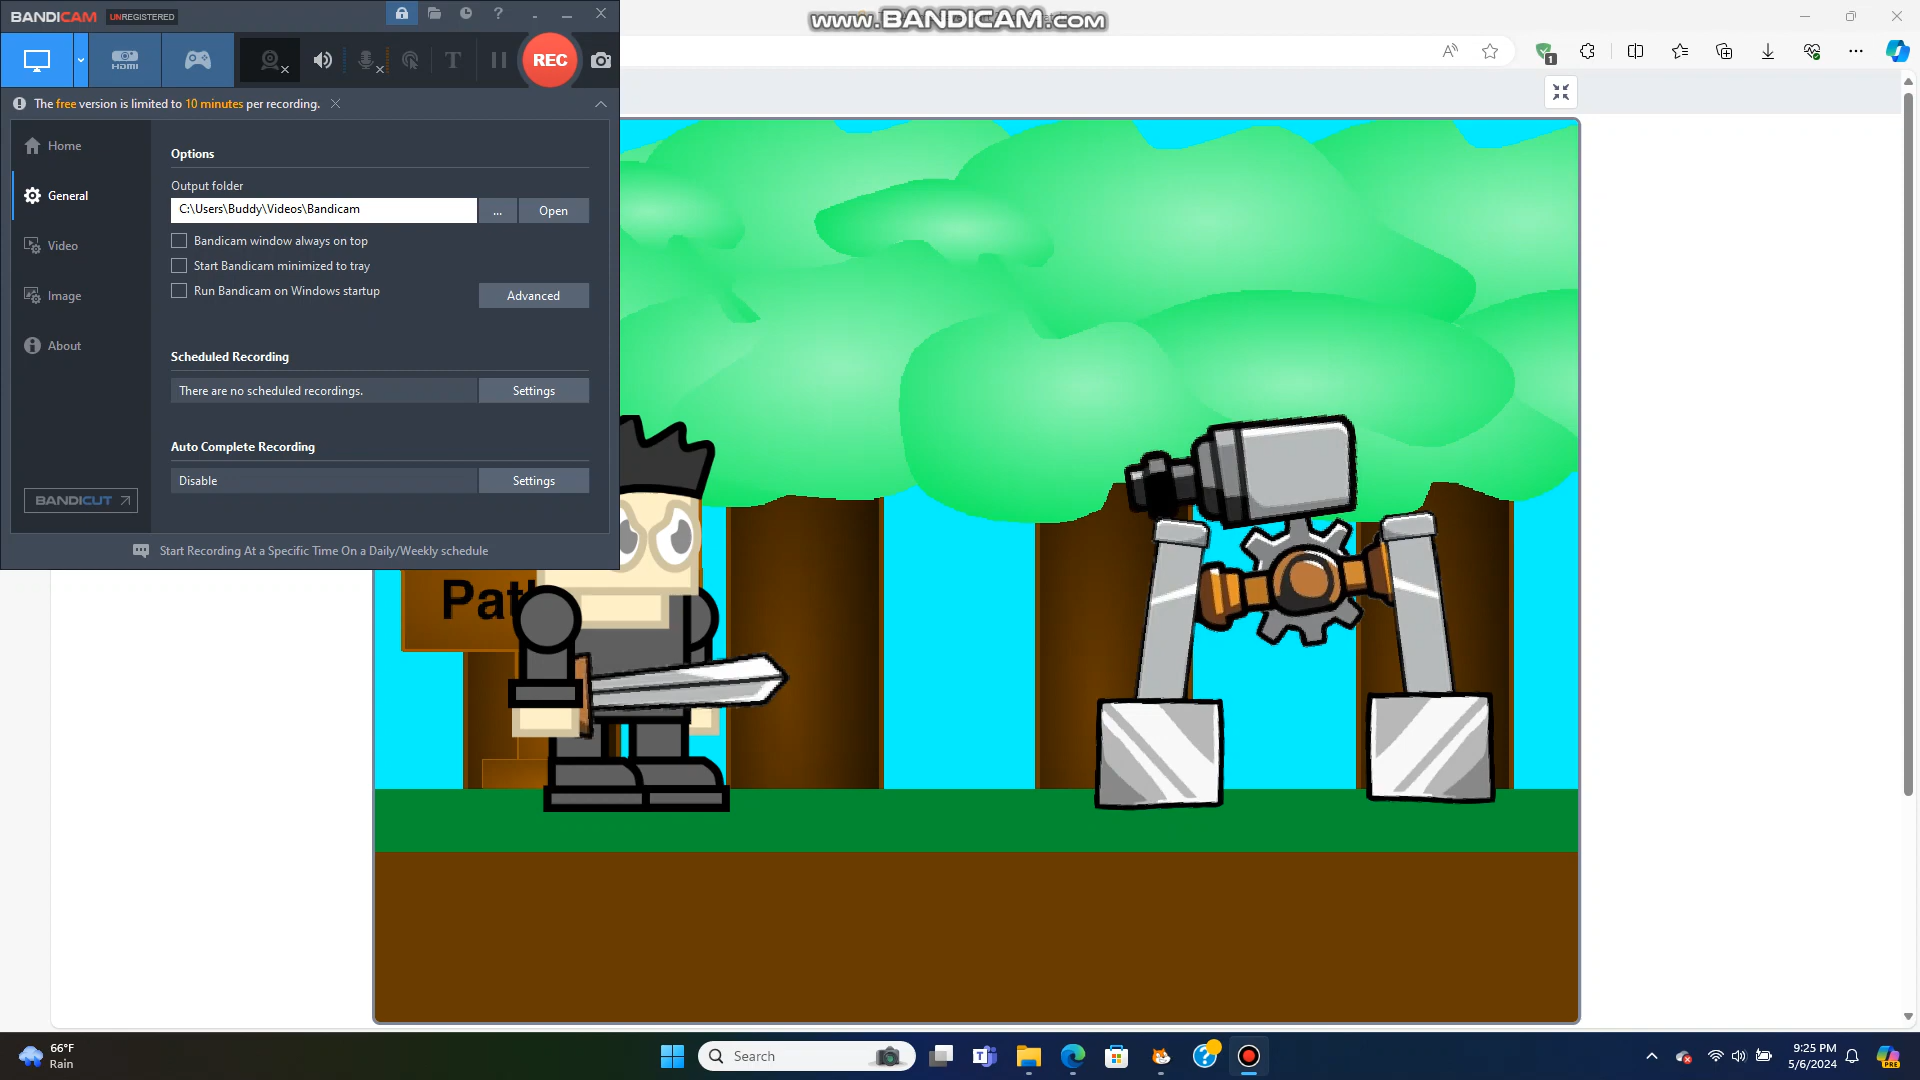 BANDICAM UNREGISTERED
www.BANDICAM.com
HDMI
T
REC
1
The free version is limited to 10 minutes per recording.
Home
General
Video
Image
About
BANDICUT
Options
Output folder
C:\Users\Buddy\Videos\Bandicam
...
Open
Bandicam window always on top
Start Bandicam minimized to tray
Run Bandicam on Windows startup
Advanced
Scheduled Recording
There are no scheduled recordings.
Settings
Auto Complete Recording
Disable
Settings
Start Recording At a Specific Time On a Daily/Weekly schedule
66°F
Rain
Search
9:25 PM
5/6/2024
PRE